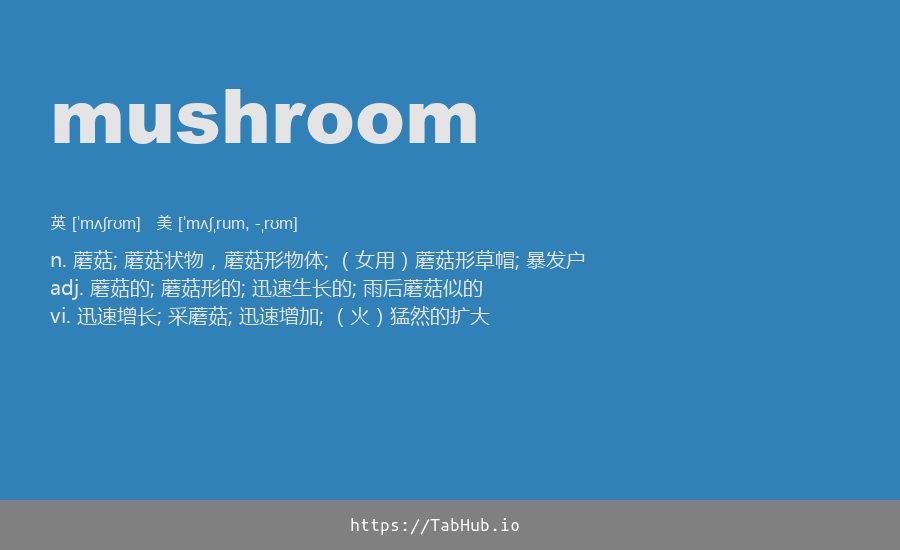 mushroom
英 [ˈmʌʃrʊm] 美 [ˈmʌʃˌrum, -ˌrʊm]
n. 蘑菇; 蘑菇状物，蘑菇形物体; （女用）蘑菇形草帽; 暴发户
adj. 蘑菇的; 蘑菇形的; 迅速生长的; 雨后蘑菇似的
vi. 迅速增长; 采蘑菇; 迅速增加; （火）猛然的扩大
https://TabHub.io